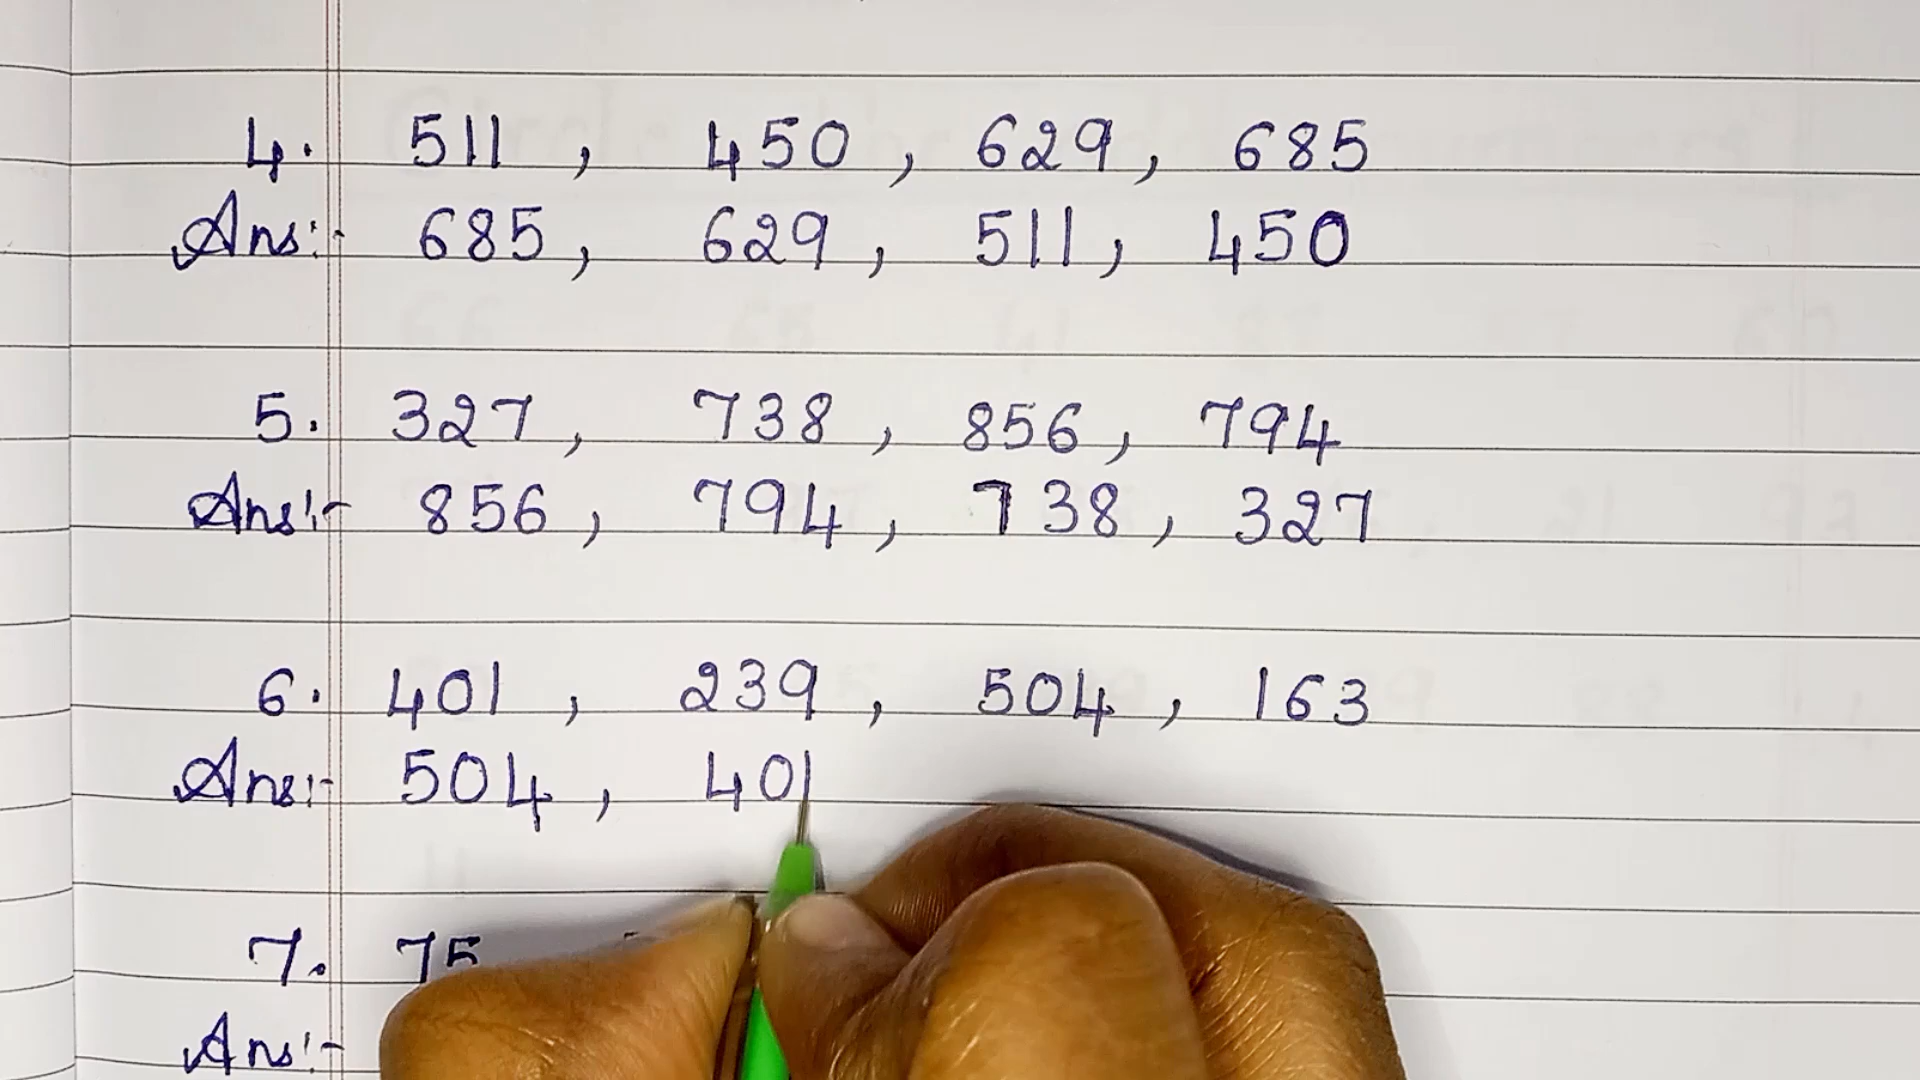 4. 511 , 450 , 629 , 685
Ans:- 685 , 629 , 511 , 450
5. 327 , 738 , 856 , 794
Ans:- 856 , 794 , 738 , 327
6. 401 , 239 , 504 , 163
Ans:- 504 , 401
7. 75
Ans:-